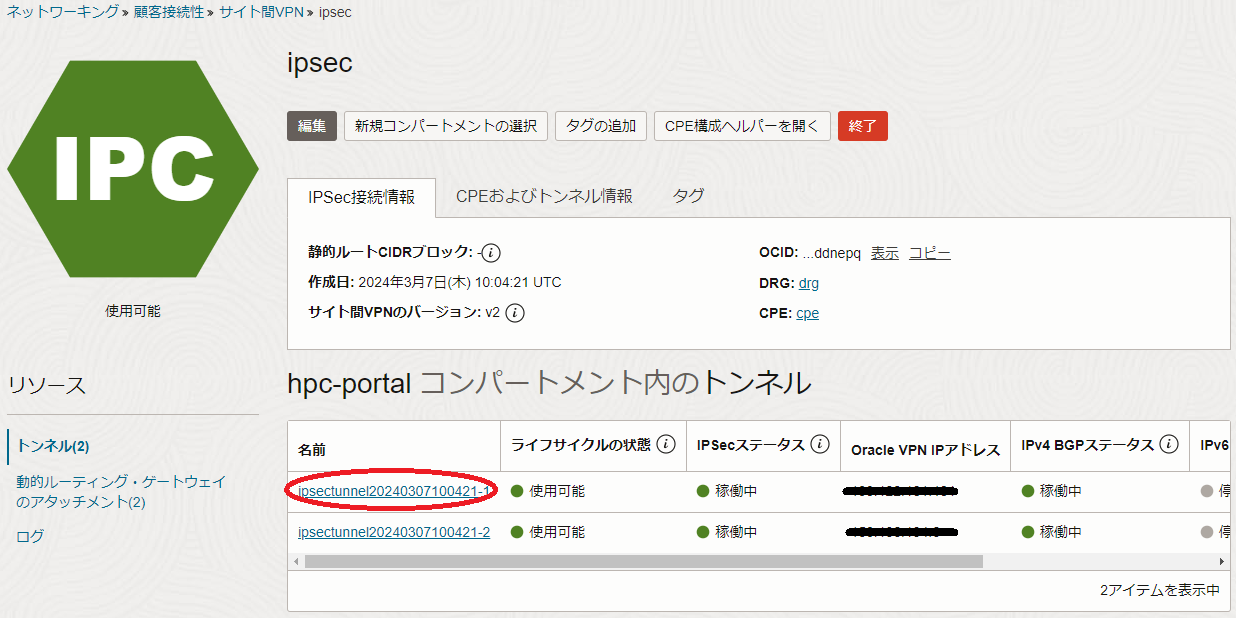 ネットワーキング » 顧客接続性 » サイト間VPN » ipsec
IPC
使用可能
ipsec
編集 新規コンパートメントの選択 タグの追加 CPE構成ヘルパーを開く 終了
IPSec接続情報 CPEおよびトンネル情報 タグ
静的ルートCIDRブロック: - i
作成日: 2024年3月7日(木) 10:04:21 UTC
サイト間VPNのバージョン: v2 i
OCID: ...ddnepq 表示 コピー
DRG: drg
CPE: cpe
リソース
トンネル(2)
動的ルーティング・ゲートウェイ
のアタッチメント(2)
ログ
hpc-portal コンパートメント内のトンネル
名前 ライフサイクルの状態 i IPSecステータス i Oracle VPN IPアドレス IPv4 BGPステータス i IPv6
ipsectunnel20240307100421-1 使用可能 稼働中 稼働中 停
ipsectunnel20240307100421-2 使用可能 稼働中 稼働中 停
2アイテムを表示中